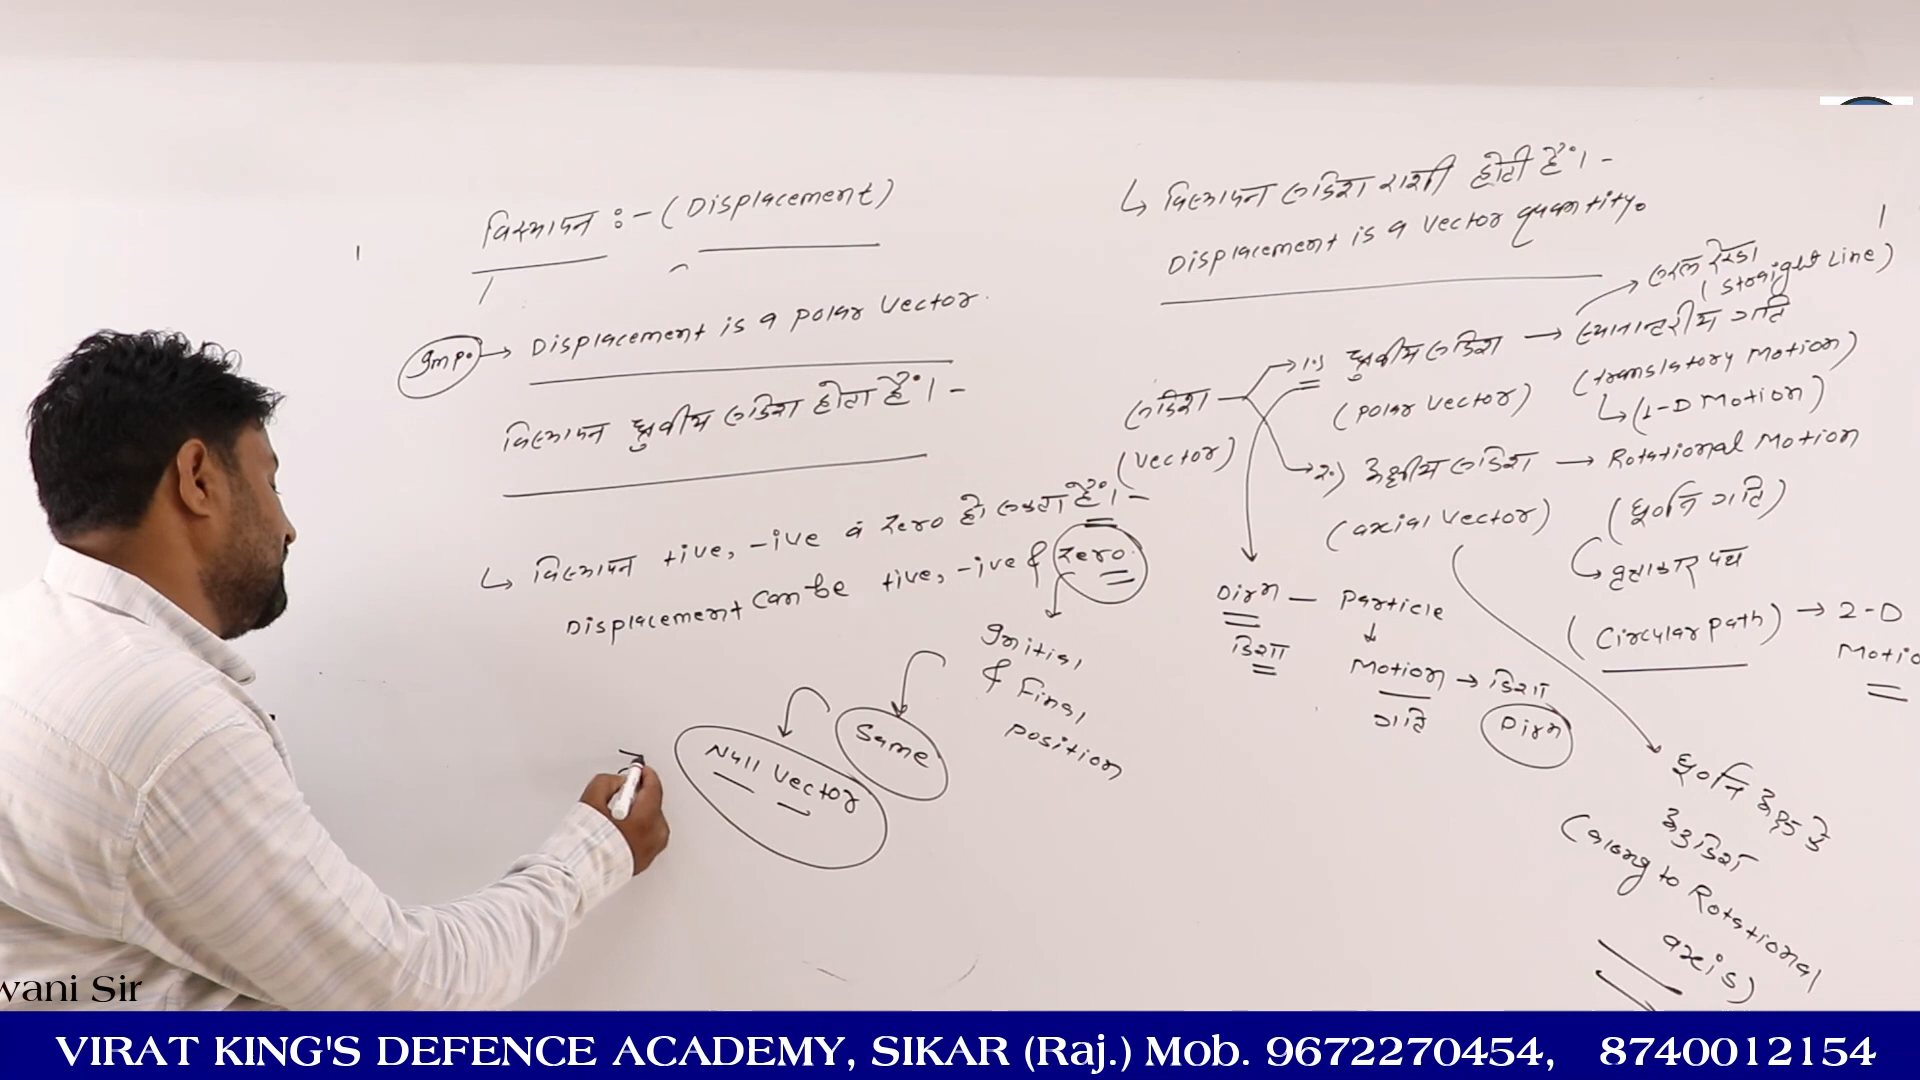 विस्थापन :- (Displacement)
Imp. → Displacement is a polar vector.
विस्थापन ध्रुवीय सदिश होता है। -
↳ विस्थापन +ive, -ive व zero हो सकता है। -
Displacement can be +ive, -ive & zero.
Initial
& Final
position
Same
Null vector
↳ विस्थापन सदिश राशी होती है। -
Displacement is a vector quantity.
सरल रेखा
(straight Line)
सदिश
(vector)
1.) ध्रुवीय सदिश → स्थानान्तरीय गति
(polar vector)
(translatory motion)
↳ (1-D Motion)
2.) अक्षीय सदिश → Rotational Motion
(axial vector)
(घूर्णन गति)
वृताकार पथ
(circular path) → 2-D
Motio
Dirn — Particle
दिशा
Motion → दिशा
गति
Dirn
घूर्णन अक्ष के
(along to Rotational
axis)
wani Sir
VIRAT KING'S DEFENCE ACADEMY, SIKAR (Raj.) Mob. 9672270454, 8740012154